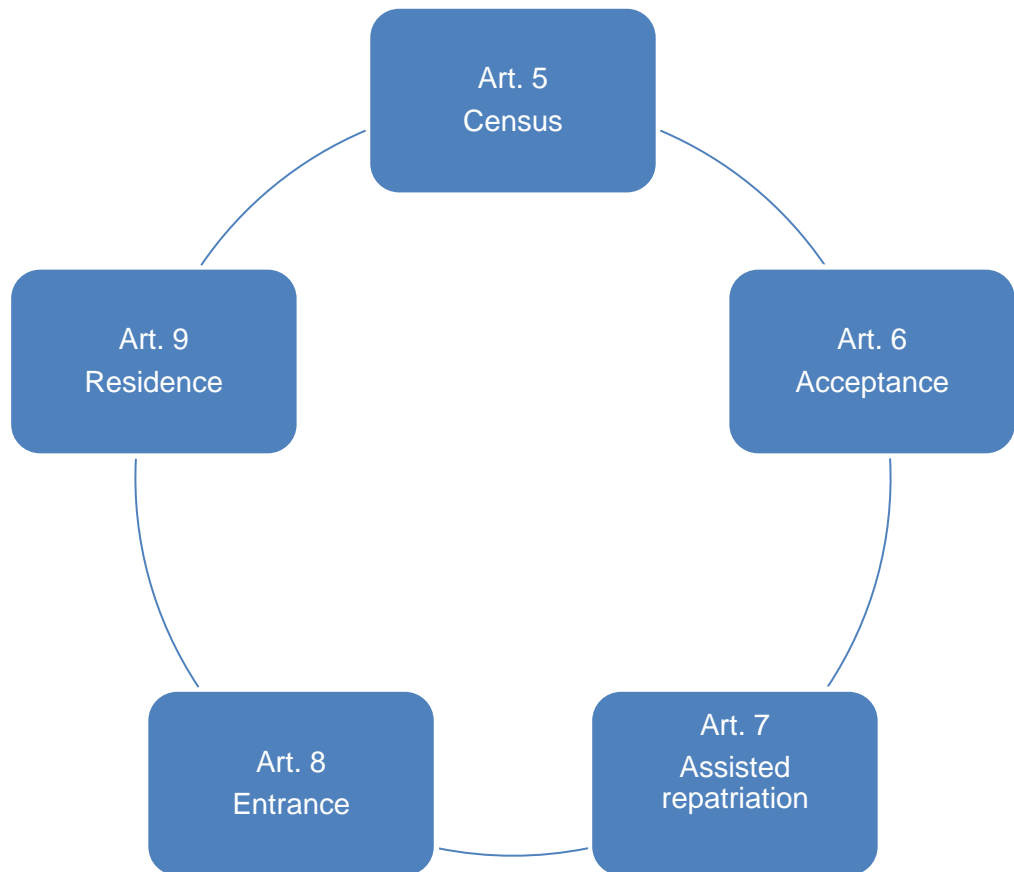 Art. 5
Census
Art. 9
Residence
Art. 6
Acceptance
Art. 8
Entrance
Art. 7
Assisted
repatriation